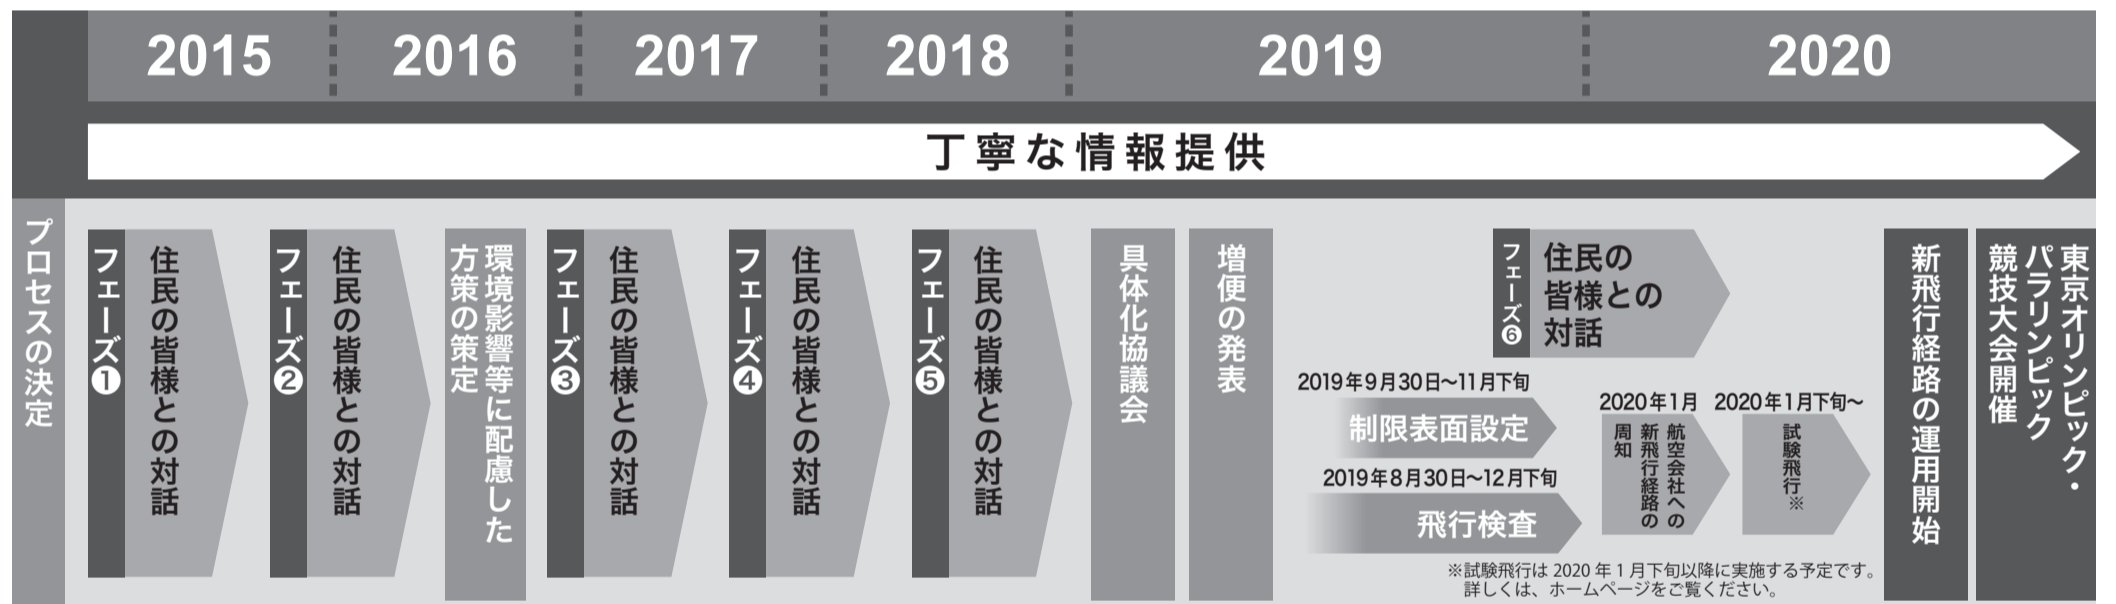 2015
2016
2017
2018
2019
2020
丁寧な情報提供
プロセスの決定
フェーズ❶
住民の皆様との対話
フェーズ❷
住民の皆様との対話
環境影響等に配慮した
方策の策定
フェーズ❸
住民の皆様との対話
フェーズ❹
住民の皆様との対話
フェーズ❺
住民の皆様との対話
具体化協議会
増便の発表
フェーズ❻
住民の
皆様との
対話
2019年9月30日〜11月下旬
制限表面設定
2019年8月30日〜12月下旬
飛行検査
2020年1月
航空会社への
新飛行経路の
周知
2020年1月下旬〜
試験飛行※
※試験飛行は2020年1月下旬以降に実施する予定です。
詳しくは、ホームページをご覧ください。
新飛行経路の運用開始
東京オリンピック・
パラリンピック
競技大会開催